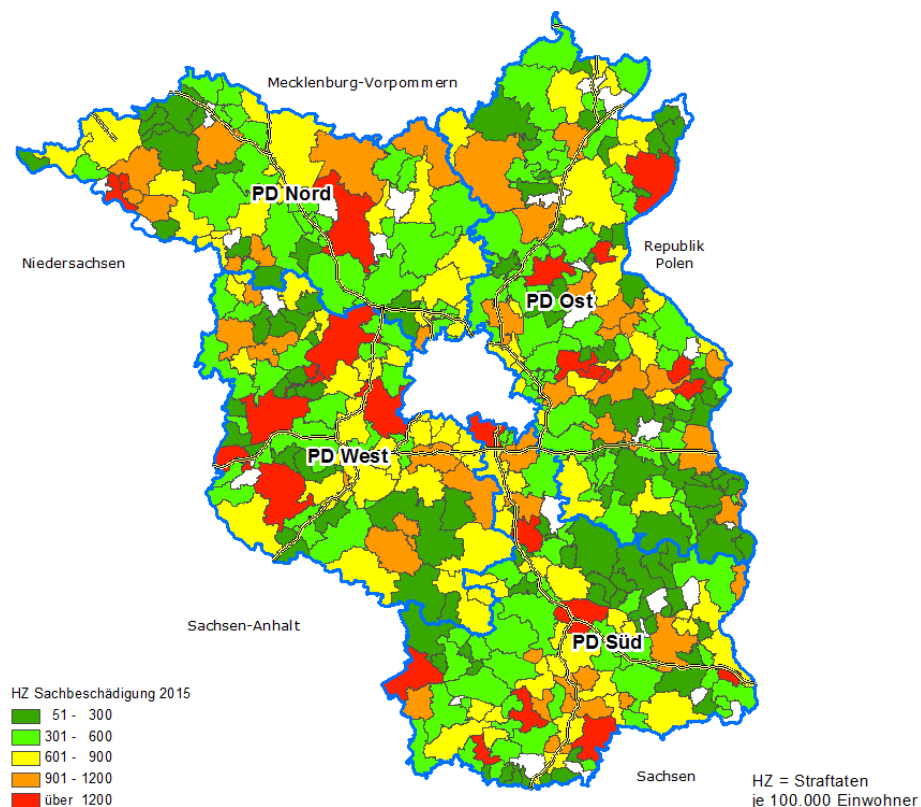 Mecklenburg-Vorpommern
PD Nord
Niedersachsen
Republik
Polen
PD Ost
PD West
Sachsen-Anhalt
PD Süd
HZ Sachbeschädigung 2015
51 - 300
301 - 600
601 - 900
901 - 1200
über 1200
Sachsen
HZ = Straftaten
je 100.000 Einwohner